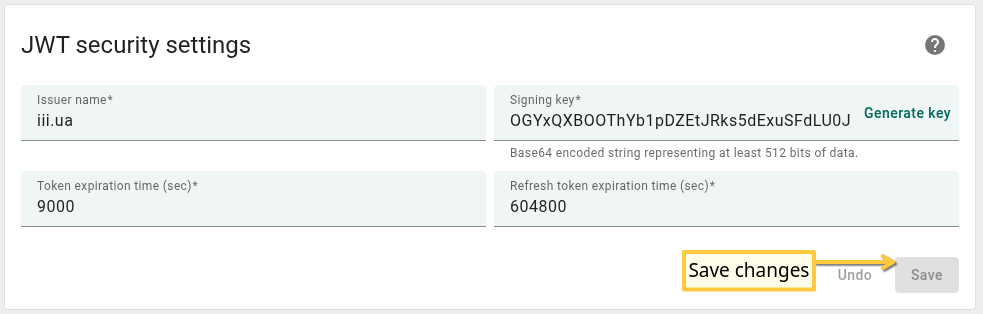 JWT security settings
Issuer name*
iii.ua
Signing key*
OGYxQXBOOThYb1pDZEtJRks5dExuSFdLU0J
Generate key
Base64 encoded string representing at least 512 bits of data.
Token expiration time (sec)*
9000
Refresh token expiration time (sec)*
604800
Save changes
Undo
Save